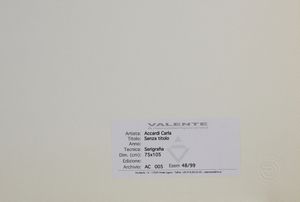 VALENTE
Artista: Accardi Carla
Titolo: Senza titolo
Anno:
Tecnica: Serigrafia
Dim. (cm): 75x105
Edizione:
Archivio: AC 005 Esem 48/99